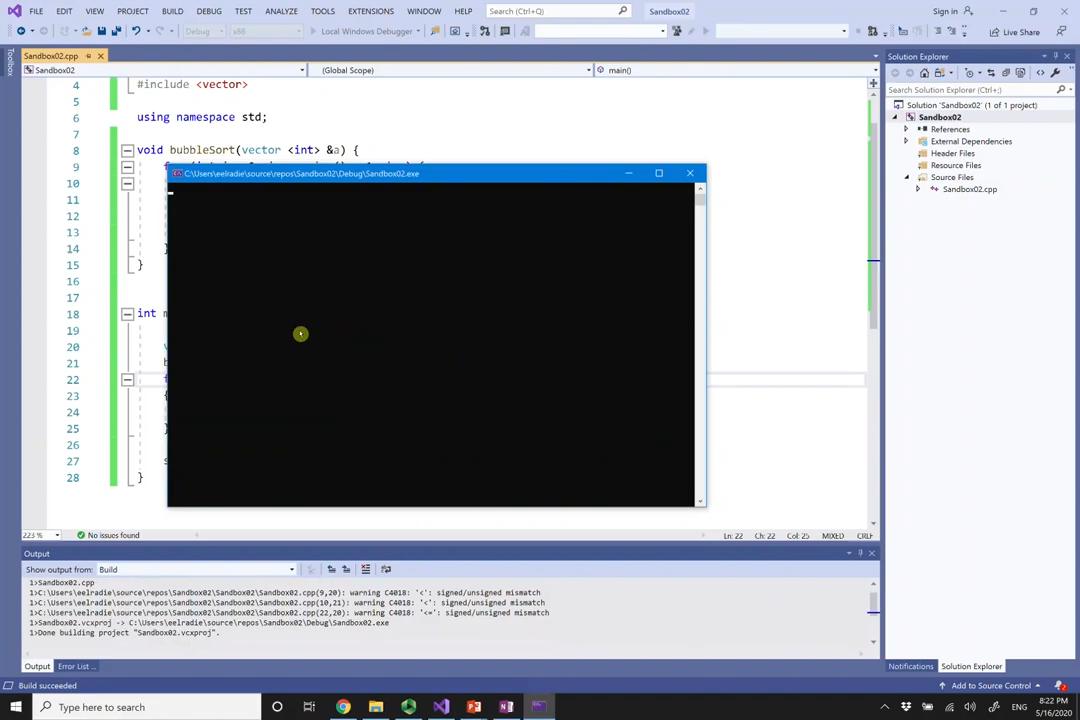 FILE EDIT VIEW PROJECT BUILD DEBUG TEST ANALYZE TOOLS EXTENSIONS WINDOW HELP Search (Ctrl+Q) Sandbox02 Sign in
Debug x86 Local Windows Debugger Live Share
Toolbox
Sandbox02.cpp
Sandbox02 (Global Scope) main()
4 #include <vector>
5
6 using namespace std;
7
8 void bubbleSort(vector <int> &a) {
9
C:\Users\eelradie\source\repos\Sandbox02\Debug\Sandbox02.exe
10
11
12
13
14 }
15 }
16
17
18 int m
19
20
21
22
23 {
24
25 }
26
27 s
28 }
223 % No issues found Ln: 22 Ch: 22 Col: 25 MIXED CRLF
Output
Show output from: Build
1>Sandbox02.cpp
1>C:\Users\eelradie\source\repos\Sandbox02\Sandbox02\Sandbox02.cpp(9,20): warning C4018: '<': signed/unsigned mismatch
1>C:\Users\eelradie\source\repos\Sandbox02\Sandbox02\Sandbox02.cpp(10,21): warning C4018: '<': signed/unsigned mismatch
1>C:\Users\eelradie\source\repos\Sandbox02\Sandbox02\Sandbox02.cpp(22,20): warning C4018: '<=': signed/unsigned mismatch
1>Sandbox02.vcxproj -> C:\Users\eelradie\source\repos\Sandbox02\Debug\Sandbox02.exe
1>Done building project "Sandbox02.vcxproj".
Output Error List ...
Solution Explorer
Search Solution Explorer (Ctrl+;)
Solution 'Sandbox02' (1 of 1 project)
Sandbox02
References
External Dependencies
Header Files
Resource Files
Source Files
Sandbox02.cpp
Notifications Solution Explorer
Build succeeded Add to Source Control 2
Type here to search ENG 8:22 PM
5/16/2020